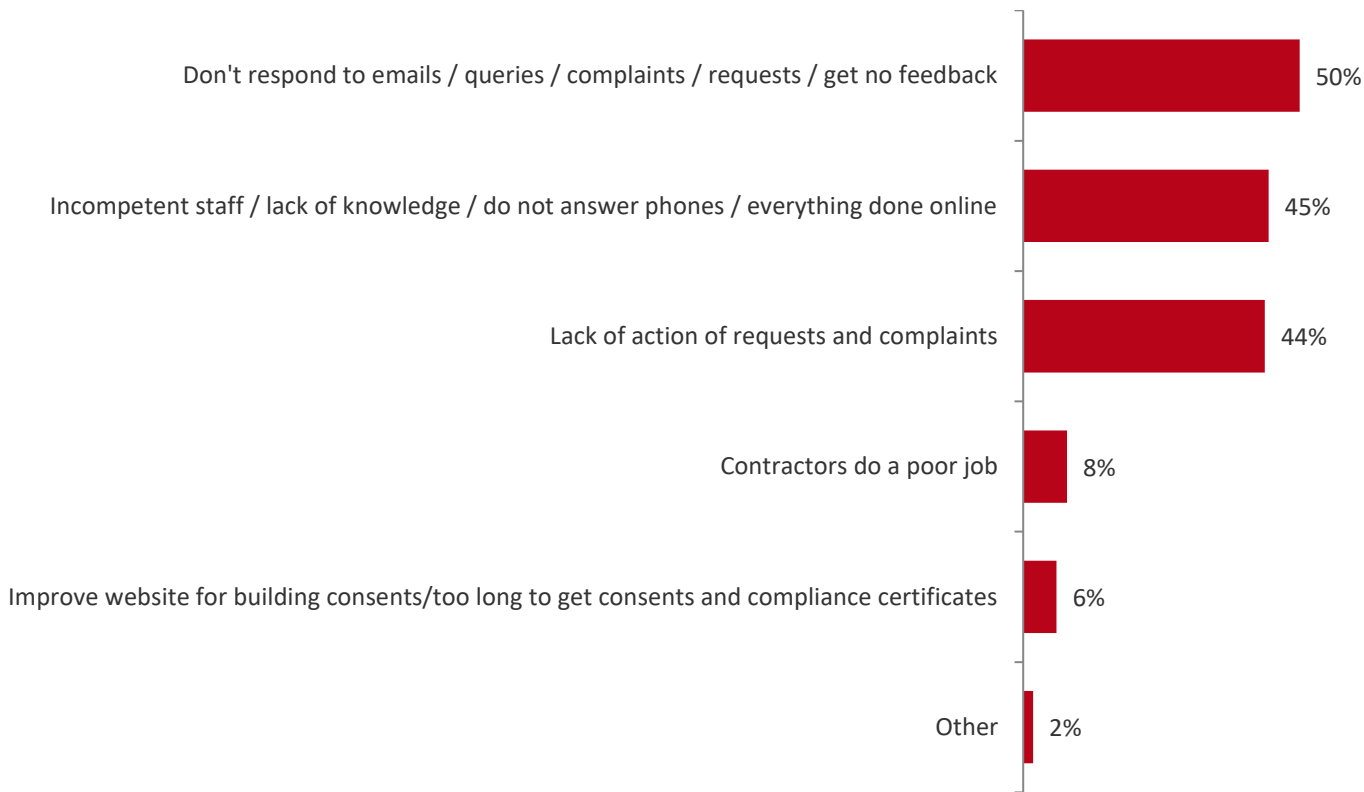 Don't respond to emails / queries / complaints / requests / get no feedback 50%
Incompetent staff / lack of knowledge / do not answer phones / everything done online 45%
Lack of action of requests and complaints 44%
Contractors do a poor job 8%
Improve website for building consents/too long to get consents and compliance certificates 6%
Other 2%